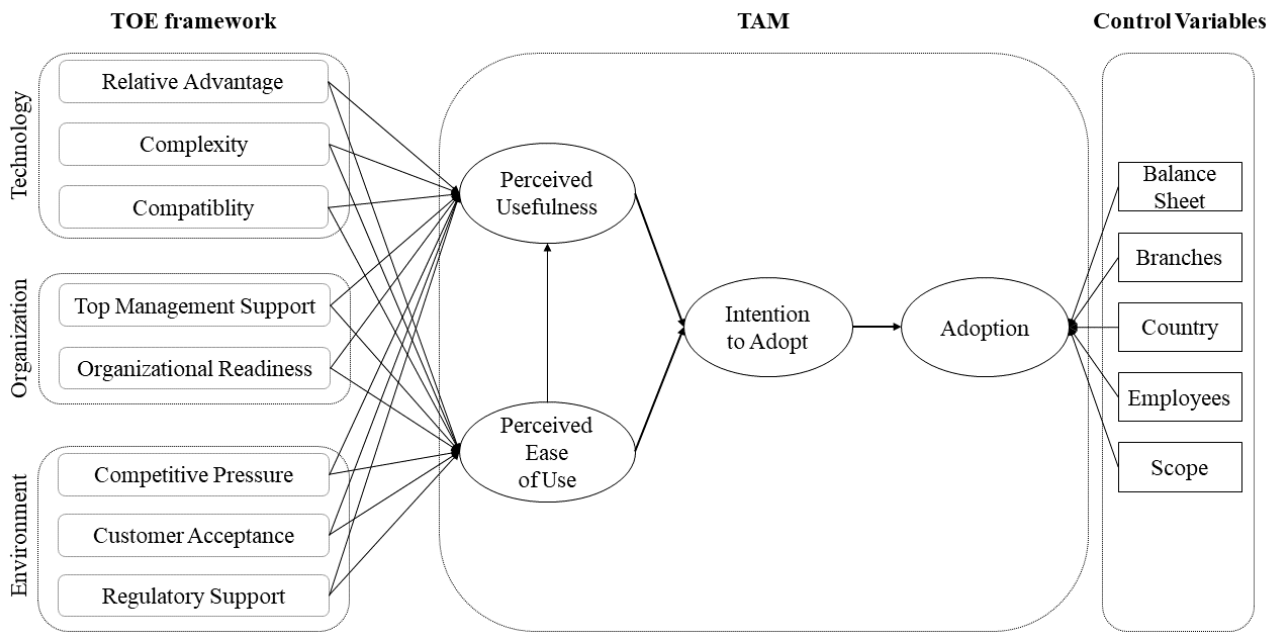 TOE framework
TAM
Control Variables
Technology
Relative Advantage
Complexity
Compatiblity
Organization
Top Management Support
Organizational Readiness
Environment
Competitive Pressure
Customer Acceptance
Regulatory Support
Perceived
Usefulness
Perceived
Ease
of Use
Intention
to Adopt
Adoption
Balance
Sheet
Branches
Country
Employees
Scope